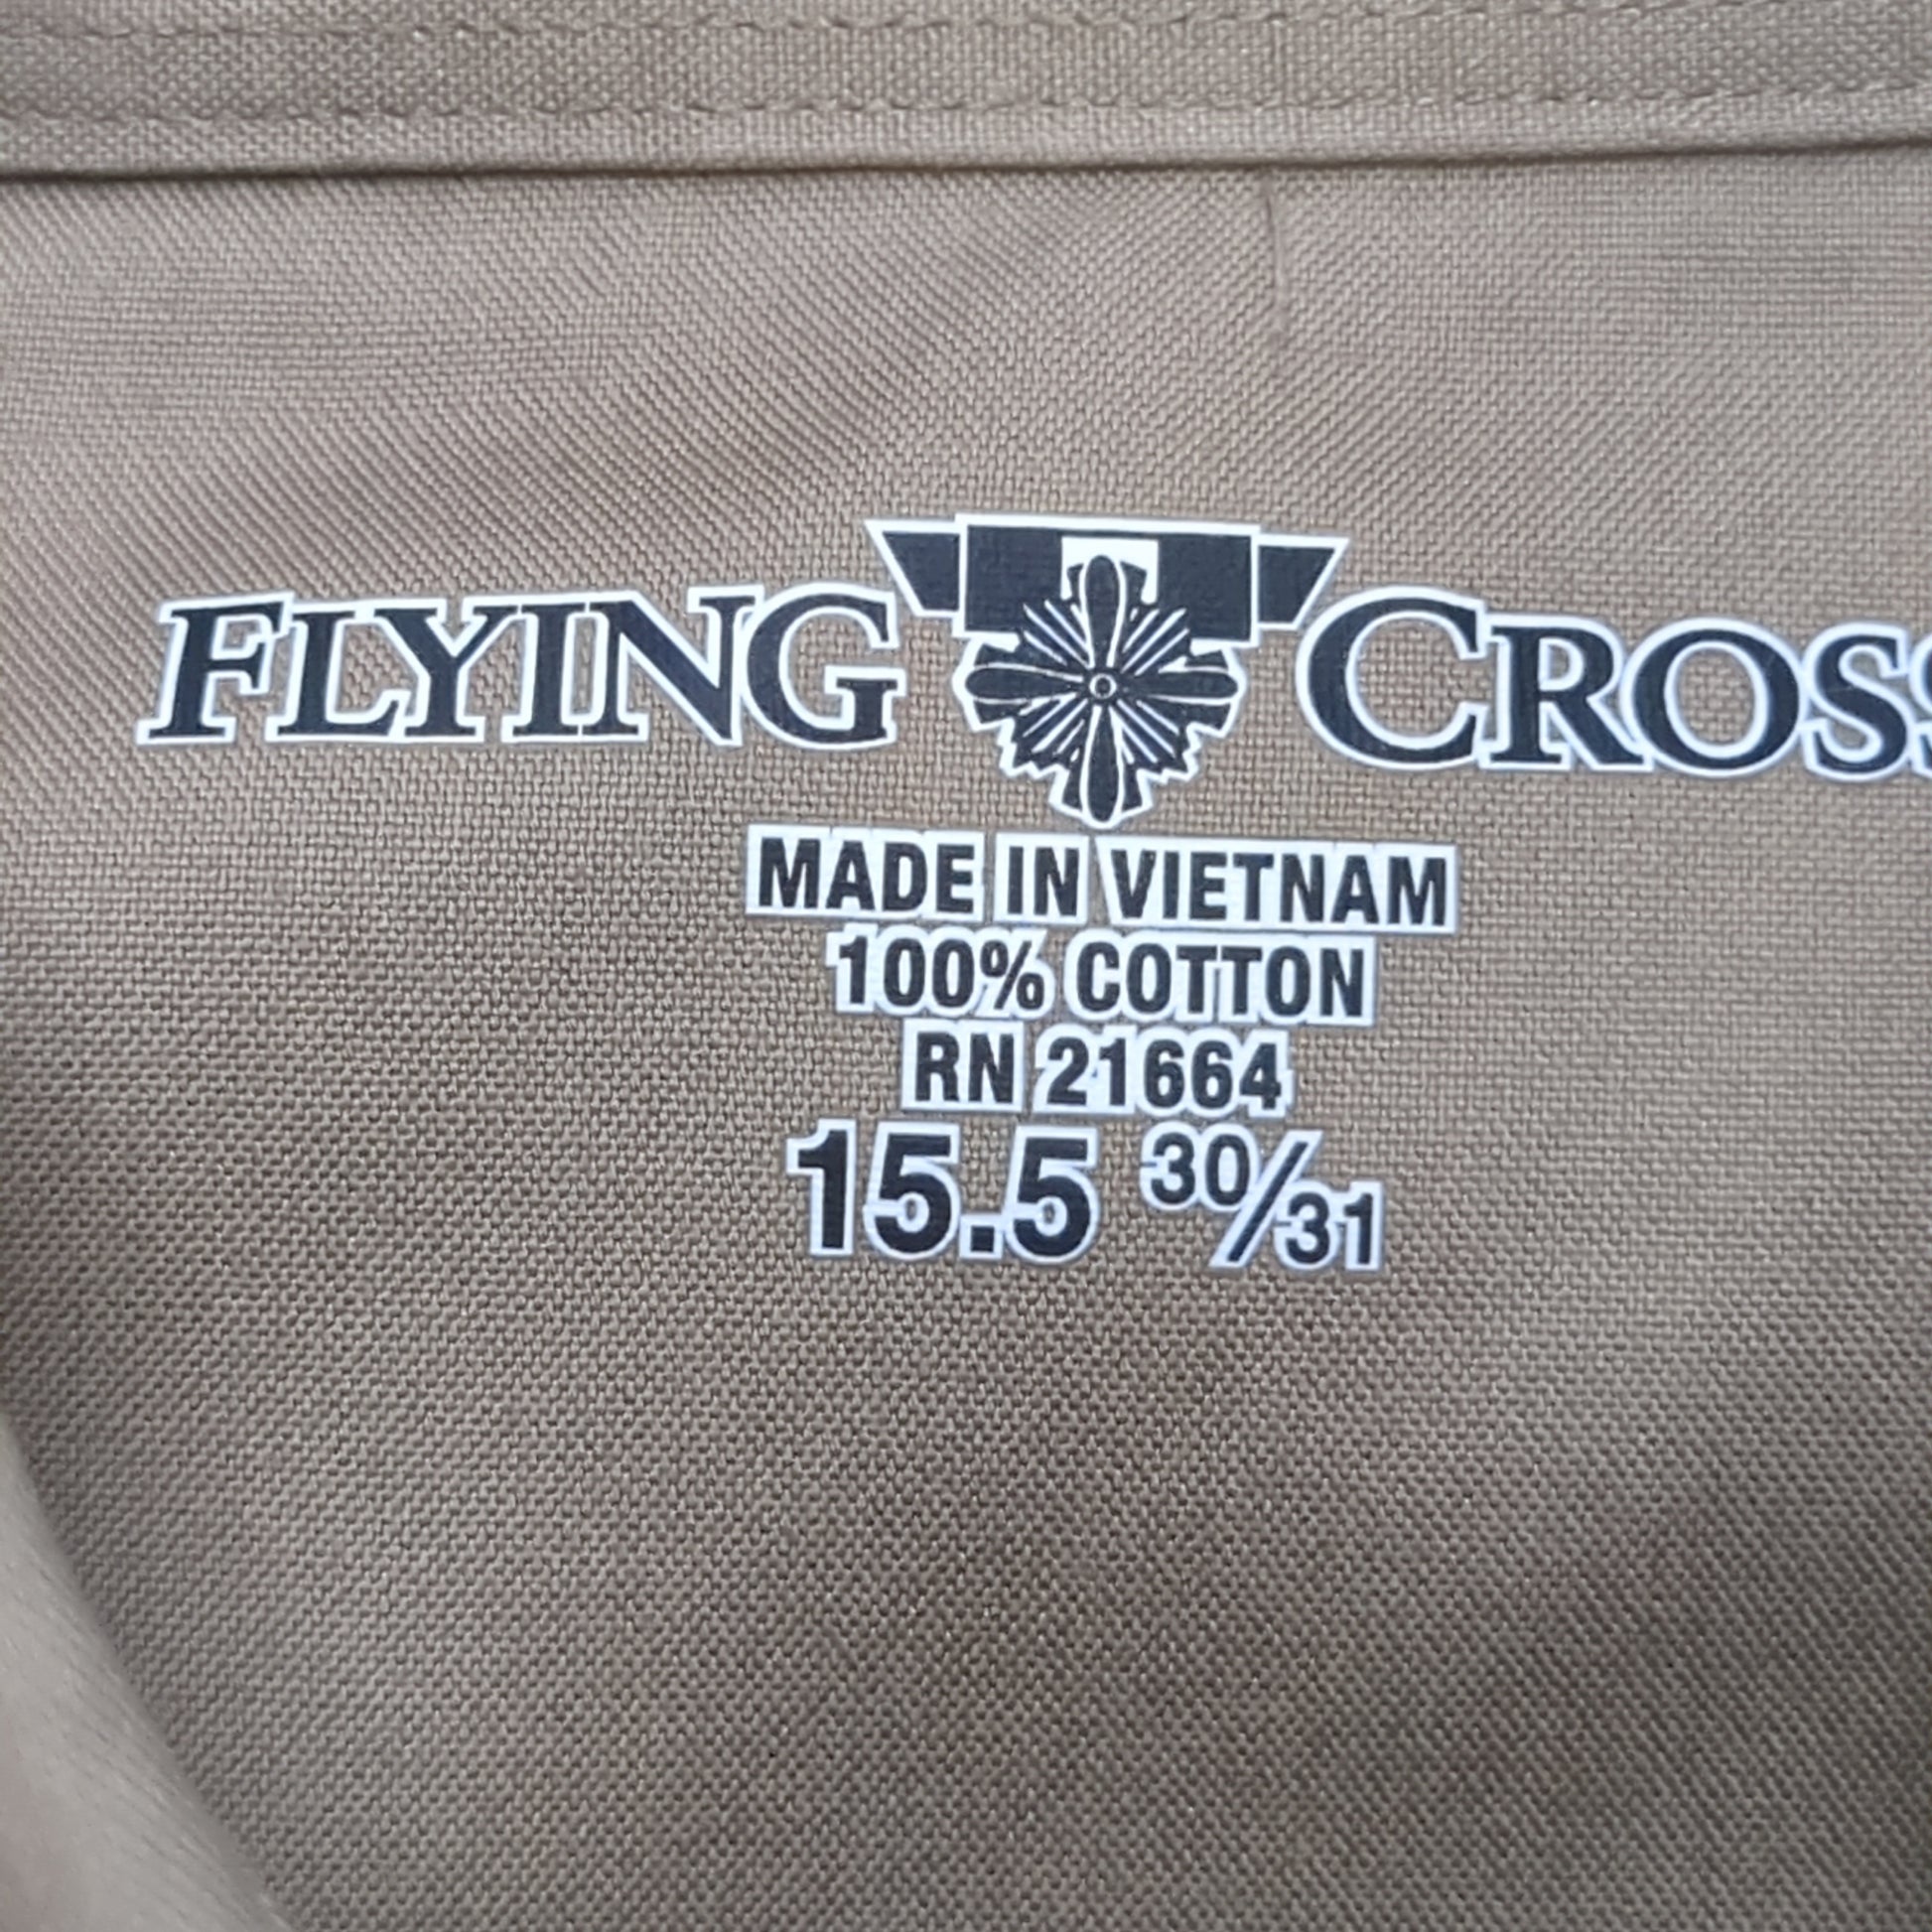 FLYING CROSS
MADE IN VIETNAM
100% COTTON
RN 21664
15.5 30/31